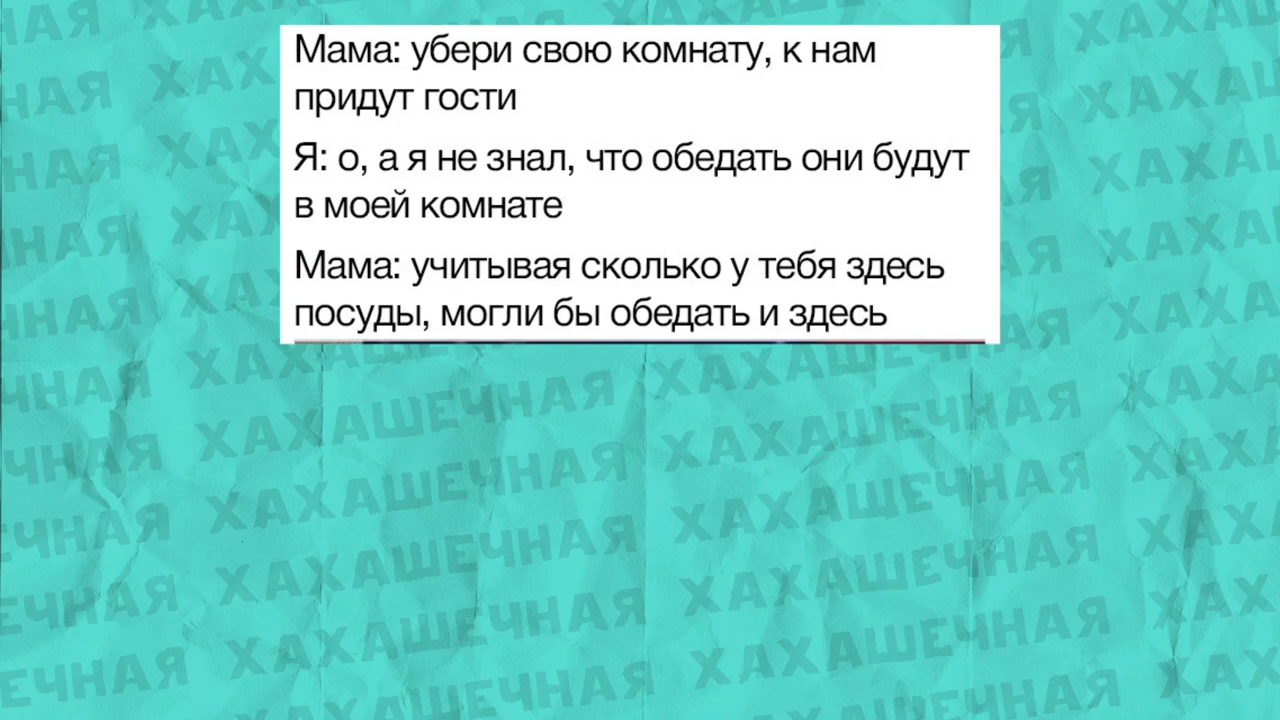 Мама: убери свою комнату, к нам
придут гости
Я: о, а я не знал, что обедать они будут
в моей комнате
Мама: учитывая сколько у тебя здесь
посуды, могли бы обедать и здесь
ХАХАШЕЧНАЯ